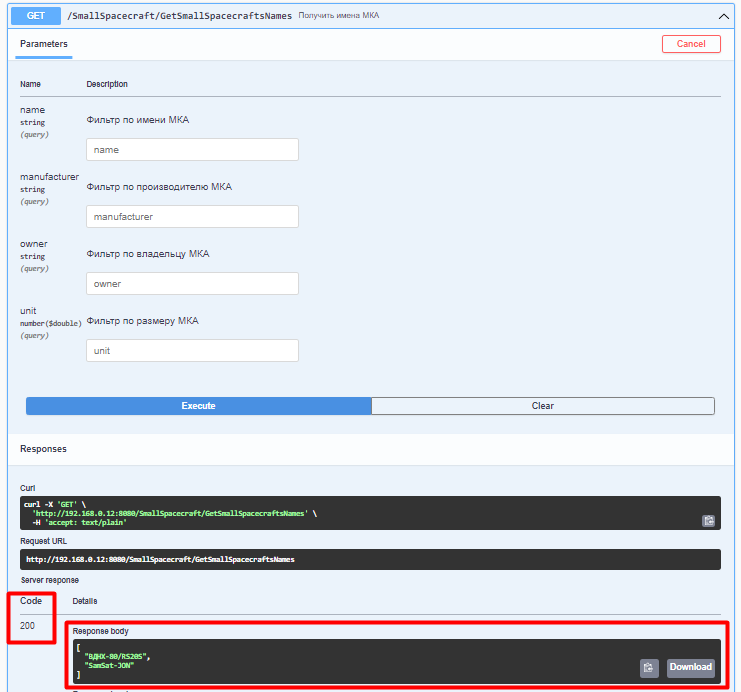 GET /SmallSpacecraft/GetSmallSpacecraftsNames Получить имена МКА
Parameters
Cancel
Name Description
name
string
(query)
Фильтр по имени МКА
name
manufacturer
string
(query)
Фильтр по производителю МКА
manufacturer
owner
string
(query)
Фильтр по владельцу МКА
owner
unit
number($double)
(query)
Фильтр по размеру МКА
unit
Execute Clear
Responses
Curl
curl -X 'GET' \
'http://192.168.0.12:8080/SmallSpacecraft/GetSmallSpacecraftsNames' \
-H 'accept: text/plain'
Request URL
http://192.168.0.12:8080/SmallSpacecraft/GetSmallSpacecraftsNames
Server response
Code Details
200
Response body
[
"ВДНХ-80/RS20S",
"SamSat-JON"
]
Download